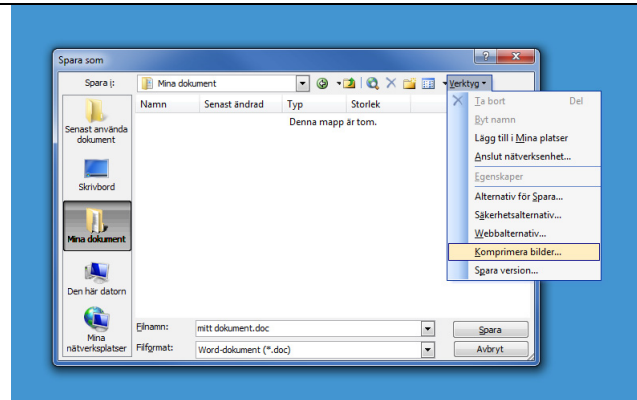 Spara som
Spara i:
Mina dokument
Verktyg
Namn Senast ändrad Typ Storlek
Denna mapp är tom.
Senast använda
dokument
Skrivbord
Mina dokument
Den här datorn
Mina
nätverksplatser
Ta bort Del
Byt namn
Lägg till i Mina platser
Anslut nätverksenhet...
Egenskaper
Alternativ för Spara...
Säkerhetsalternativ...
Webbalternativ...
Komprimera bilder...
Spara version...
Filnamn: mitt dokument.doc Spara
Filformat: Word-dokument (*.doc) Avbryt